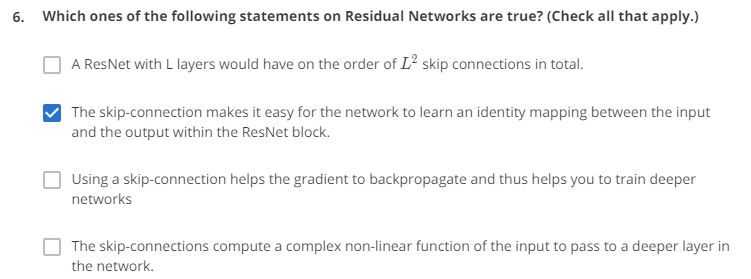 6. Which ones of the following statements on Residual Networks are true? (Check all that apply.)
A ResNet with L layers would have on the order of L² skip connections in total.
The skip-connection makes it easy for the network to learn an identity mapping between the input
and the output within the ResNet block.
Using a skip-connection helps the gradient to backpropagate and thus helps you to train deeper
networks
The skip-connections compute a complex non-linear function of the input to pass to a deeper layer in
the network.